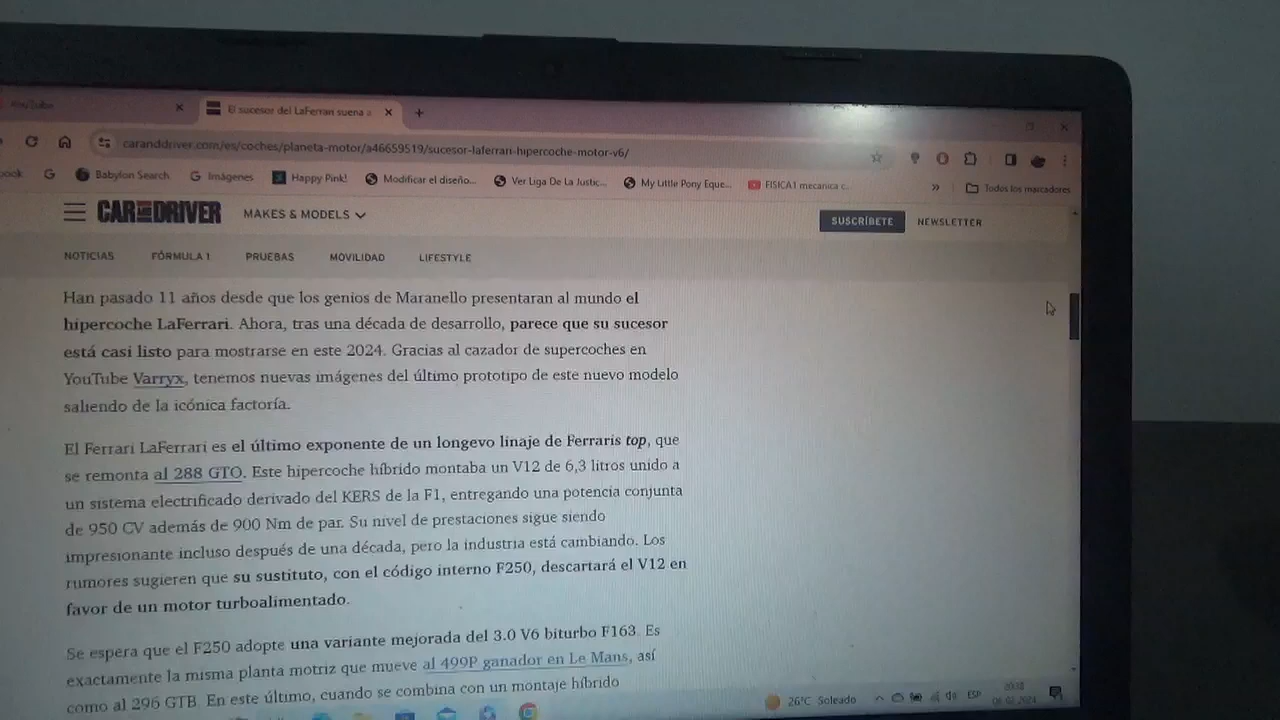 YouTube
El sucesor del LaFerrari suena a
caranddriver.com/es/coches/planeta-motor/a46659519/sucesor-laferrari-hipercoche-motor-v6/
book
Babylon Search
Imágenes
Happy Pink!
Modificar el diseño...
Ver Liga De La Justic...
My Little Pony Eque...
FISICA1 mecanica c...
»
Todos los marcadores
CAR AND DRIVER
MAKES & MODELS
SUSCRÍBETE
NEWSLETTER
NOTICIAS
FÓRMULA 1
PRUEBAS
MOVILIDAD
LIFESTYLE
Han pasado 11 años desde que los genios de Maranello presentaran al mundo el
hipercoche LaFerrari. Ahora, tras una década de desarrollo, parece que su sucesor
está casi listo para mostrarse en este 2024. Gracias al cazador de supercoches en
YouTube Varryx, tenemos nuevas imágenes del último prototipo de este nuevo modelo
saliendo de la icónica factoría.
El Ferrari LaFerrari es el último exponente de un longevo linaje de Ferraris top, que
se remonta al 288 GTO. Este hipercoche híbrido montaba un V12 de 6,3 litros unido a
un sistema electrificado derivado del KERS de la F1, entregando una potencia conjunta
de 950 CV además de 900 Nm de par. Su nivel de prestaciones sigue siendo
impresionante incluso después de una década, pero la industria está cambiando. Los
rumores sugieren que su sustituto, con el código interno F250, descartará el V12 en
favor de un motor turboalimentado.
Se espera que el F250 adopte una variante mejorada del 3.0 V6 biturbo F163. Es
exactamente la misma planta motriz que mueve al 499P ganador en Le Mans, así
como al 296 GTB. En este último, cuando se combina con un montaje híbrido
26°C Soleado
ESP